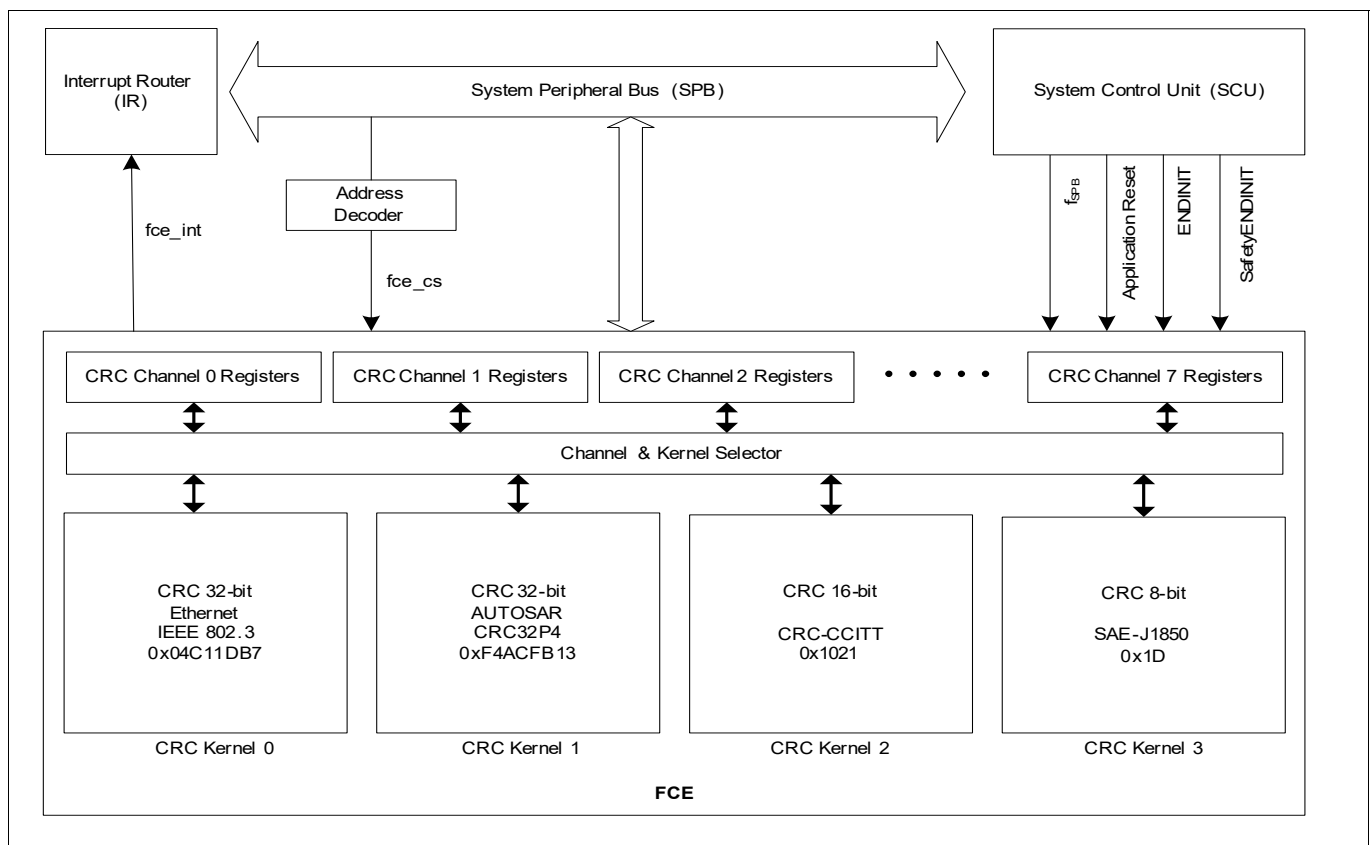 Interrupt Router
(IR)
System Peripheral Bus (SPB)
System Control Unit (SCU)
Address
Decoder
fce_int
fce_cs
fSPB
Application Reset
ENDINIT
SafetyENDINIT
CRC Channel 0 Registers
CRC Channel 1 Registers
CRC Channel 2 Registers
• • • • •
CRC Channel 7 Registers
Channel & Kernel Selector
CRC 32-bit
Ethernet
IEEE 802.3
0x04C11DB7
CRC 32-bit
AUTOSAR
CRC32P4
0xF4ACFB13
CRC 16-bit
CRC-CCITT
0x1021
CRC 8-bit
SAE-J1850
0x1D
CRC Kernel 0
CRC Kernel 1
CRC Kernel 2
CRC Kernel 3
FCE